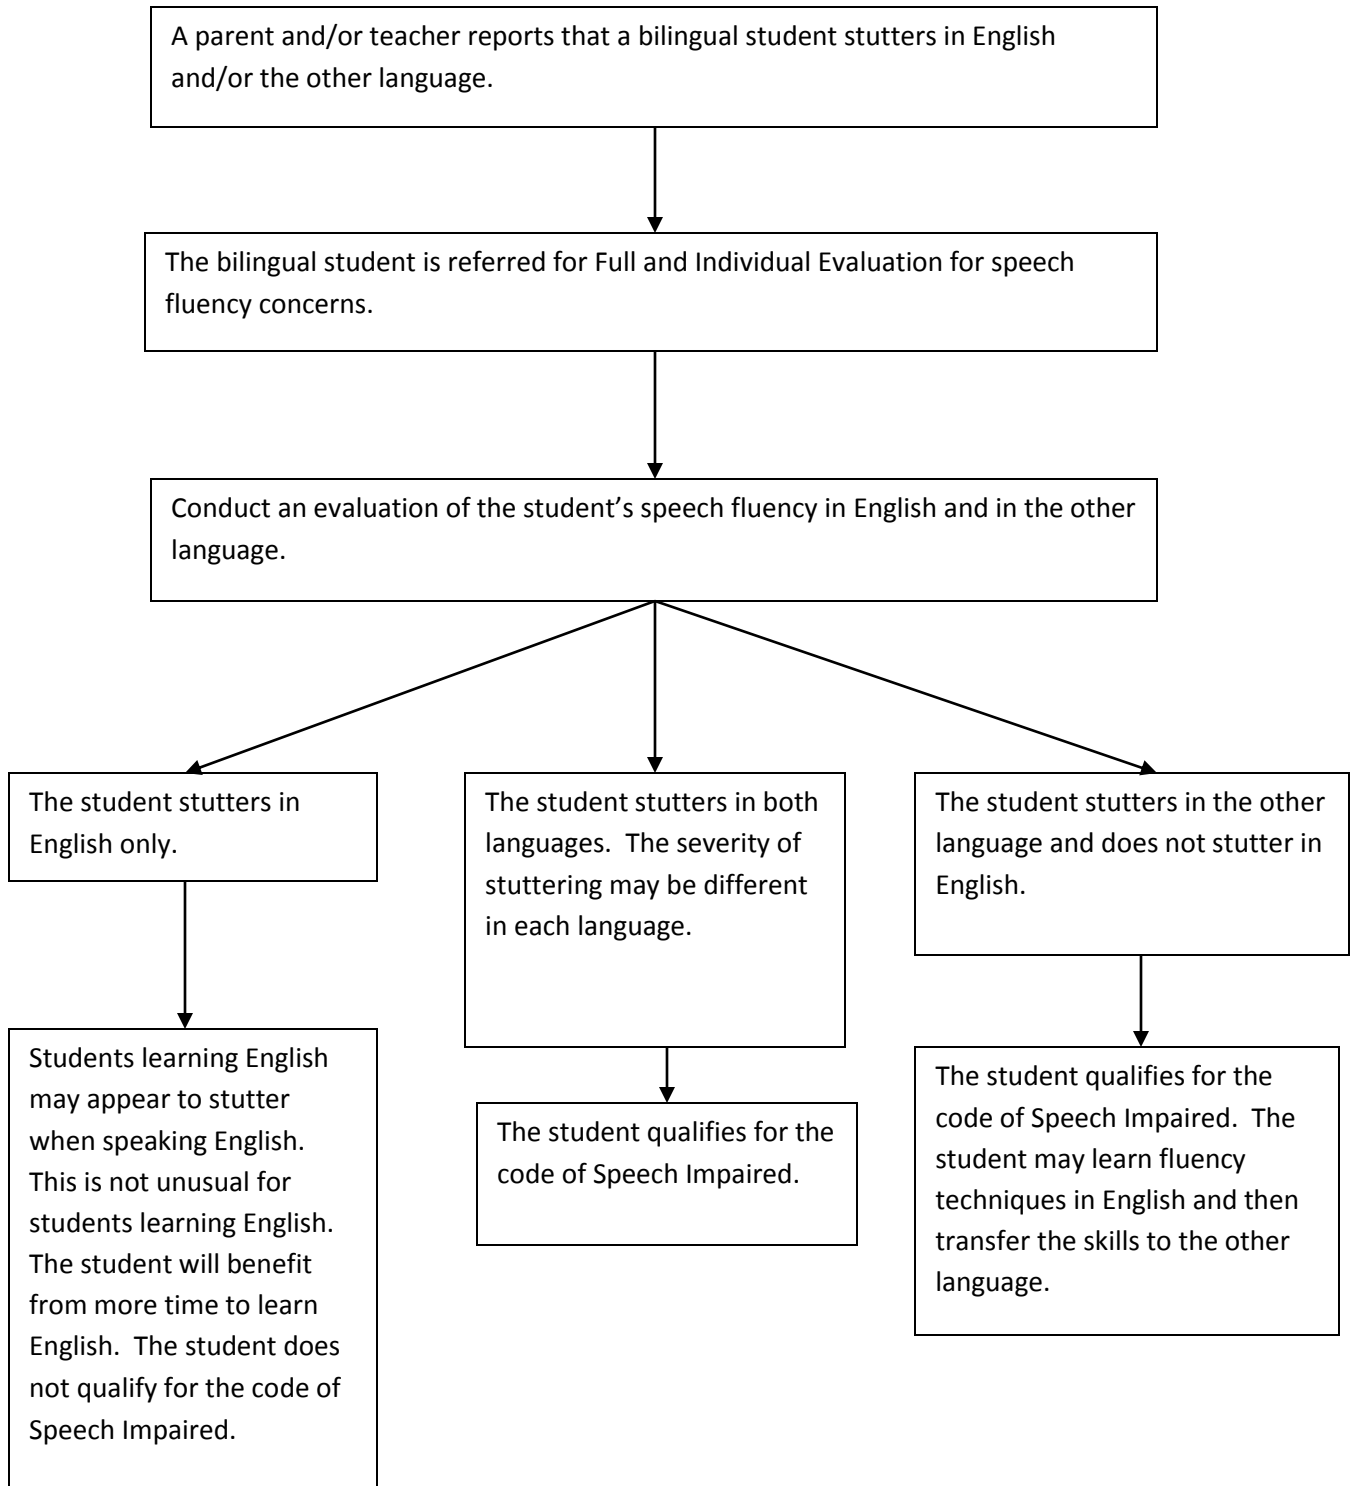 A parent and/or teacher reports that a bilingual student stutters in English
and/or the other language.
The bilingual student is referred for Full and Individual Evaluation for speech
fluency concerns.
Conduct an evaluation of the student’s speech fluency in English and in the other
language.
The student stutters in
English only.
The student stutters in both
languages.  The severity of
stuttering may be different
in each language.
The student stutters in the other
language and does not stutter in
English.
Students learning English
may appear to stutter
when speaking English.
This is not unusual for
students learning English.
The student will benefit
from more time to learn
English.  The student does
not qualify for the code of
Speech Impaired.
The student qualifies for the
code of Speech Impaired.
The student qualifies for the
code of Speech Impaired.  The
student may learn fluency
techniques in English and then
transfer the skills to the other
language.